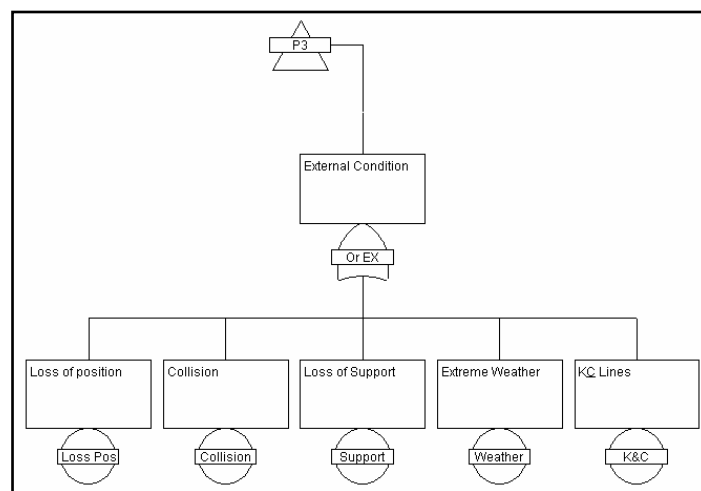 P3
External Condition
Or EX
Loss of position
Collision
Loss of Support
Extreme Weather
KC Lines
Loss Pos
Collision
Support
Weather
K&C